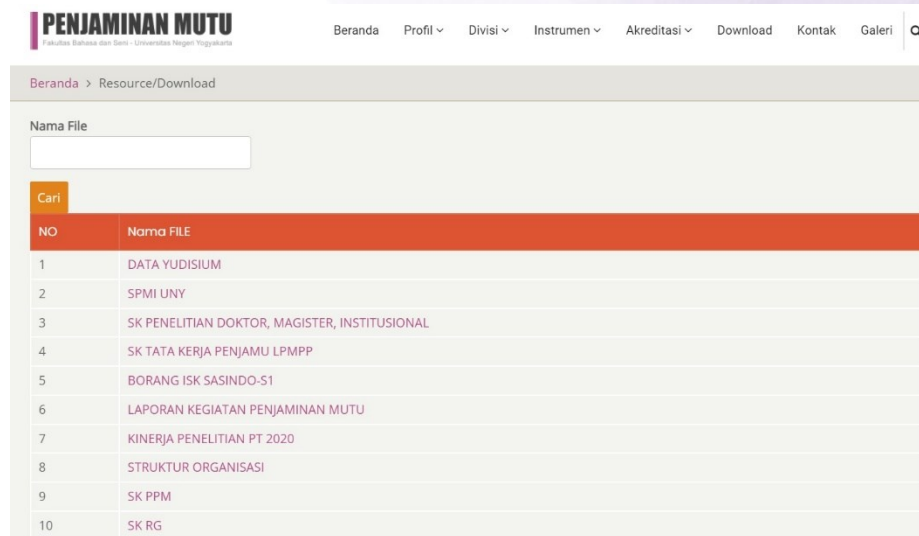 PENJAMINAN MUTU
Fakultas Bahasa dan Seni - Universitas Negeri Yogyakarta
Beranda Profil Divisi Instrumen Akreditasi Download Kontak Galeri
Beranda > Resource/Download
Nama File
Cari
NO Nama FILE
1 DATA YUDISIUM
2 SPMI UNY
3 SK PENELITIAN DOKTOR, MAGISTER, INSTITUSIONAL
4 SK TATA KERJA PENJAMU LPMPP
5 BORANG ISK SASINDO-S1
6 LAPORAN KEGIATAN PENJAMINAN MUTU
7 KINERJA PENELITIAN PT 2020
8 STRUKTUR ORGANISASI
9 SK PPM
10 SK RG